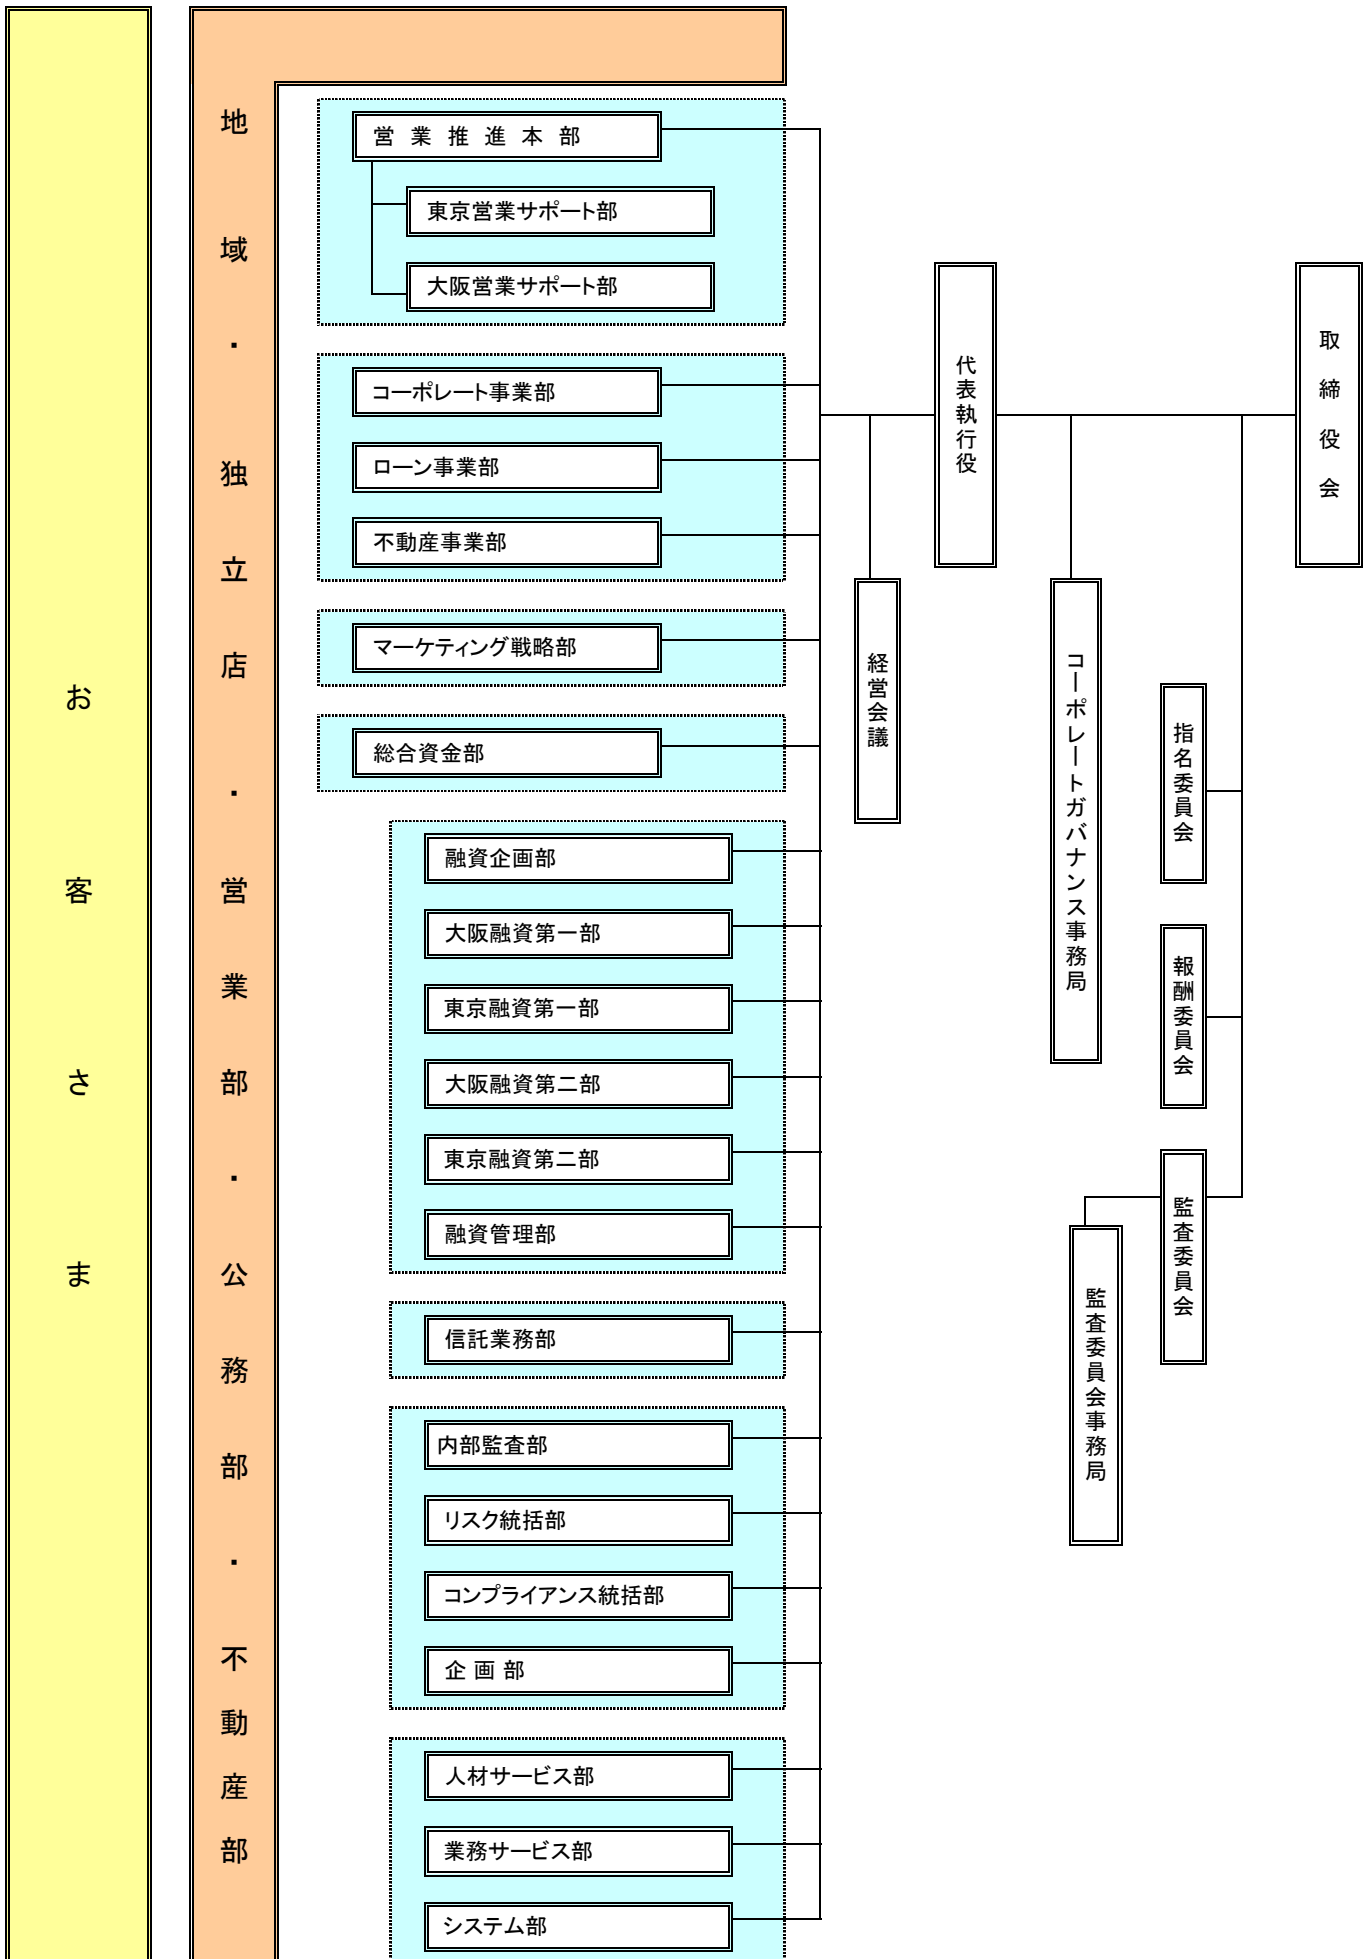 お客さま
地域・独立店・営業部・公務部・不動産部
営業推進本部
東京営業サポート部
大阪営業サポート部
コーポレート事業部
ローン事業部
不動産事業部
マーケティング戦略部
総合資金部
融資企画部
大阪融資第一部
東京融資第一部
大阪融資第二部
東京融資第二部
融資管理部
信託業務部
内部監査部
リスク統括部
コンプライアンス統括部
企画部
人材サービス部
業務サービス部
システム部
経営会議
代表執行役
コーポレートガバナンス事務局
監査委員会事務局
指名委員会
報酬委員会
監査委員会
取締役会